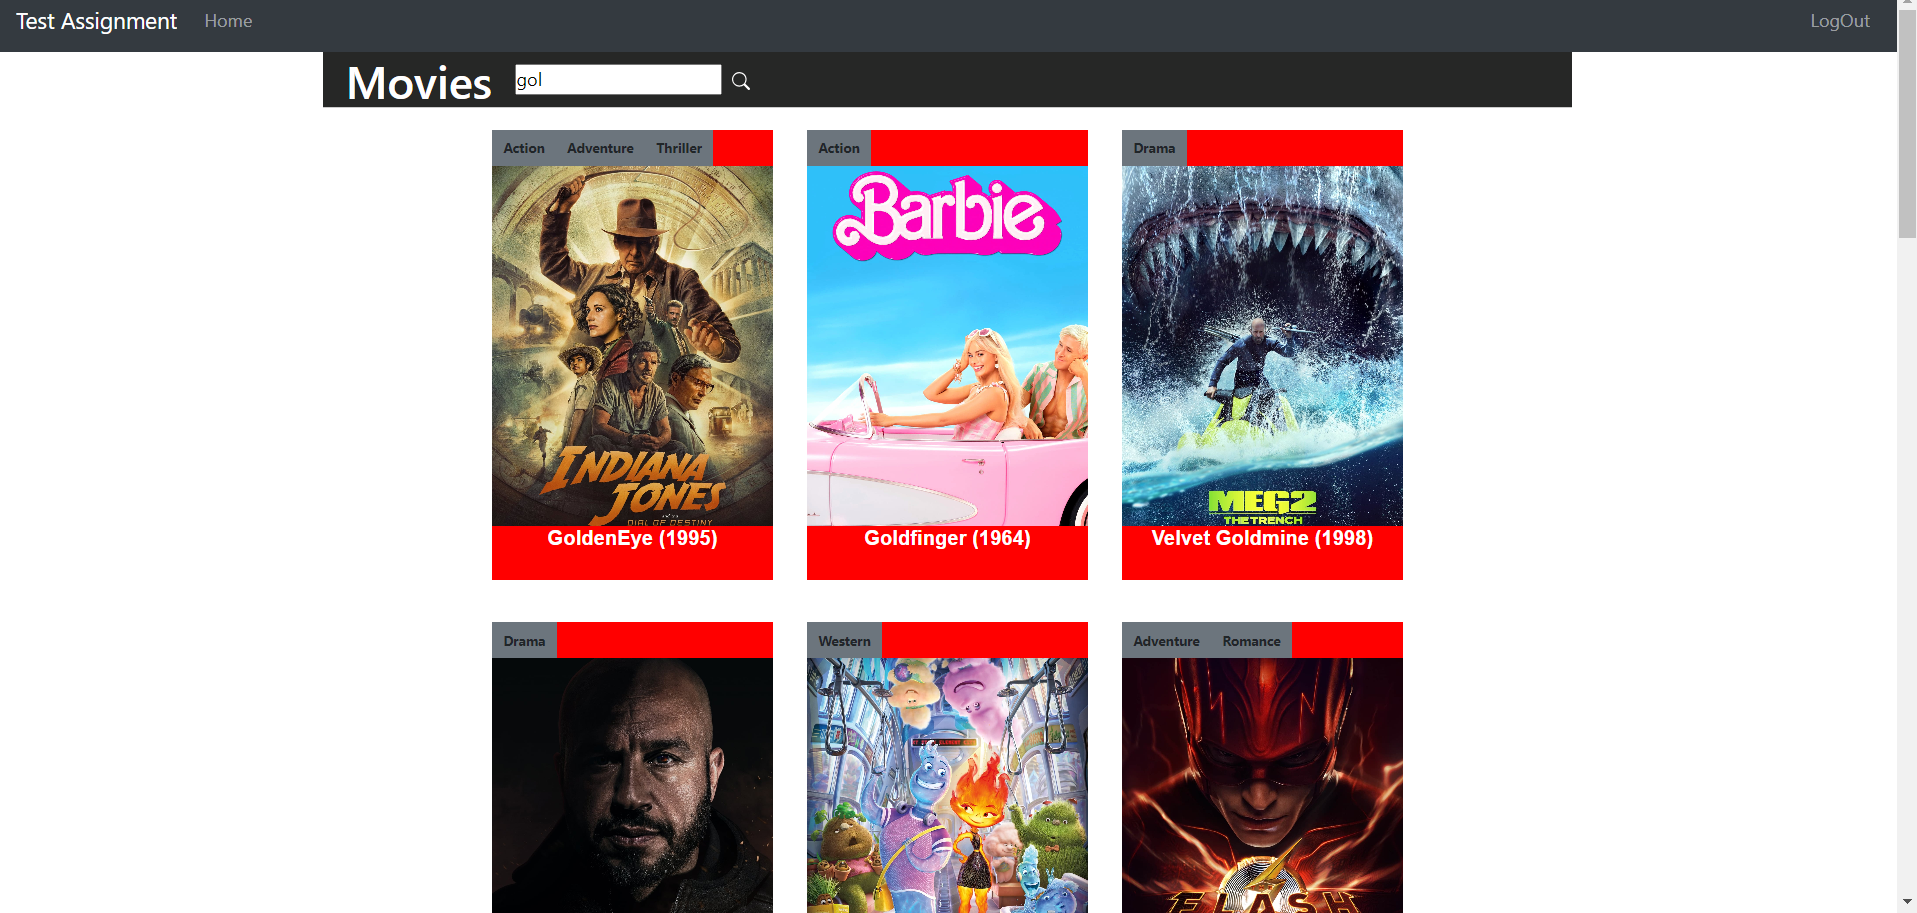 Test Assignment Home LogOut
Movies gol
Action Adventure Thriller
Action
Drama
Barbie
INDIANA
JONES
DIAL OF DESTINY
MEG2
THE TRENCH
GoldenEye (1995)
Goldfinger (1964)
Velvet Goldmine (1998)
Drama
Western
Adventure Romance
FLASH